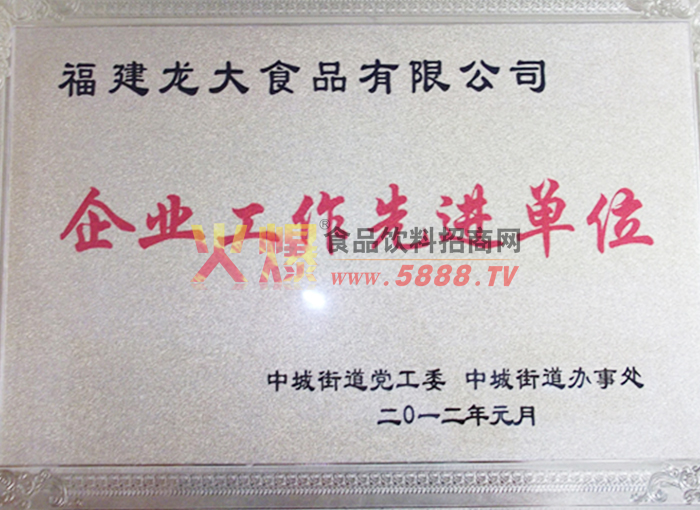 福建龙大食品有限公司
企业工作先进单位
火爆®食品饮料招商网
www.5888.TV
中城街道党工委 中城街道办事处
二〇一二年元月